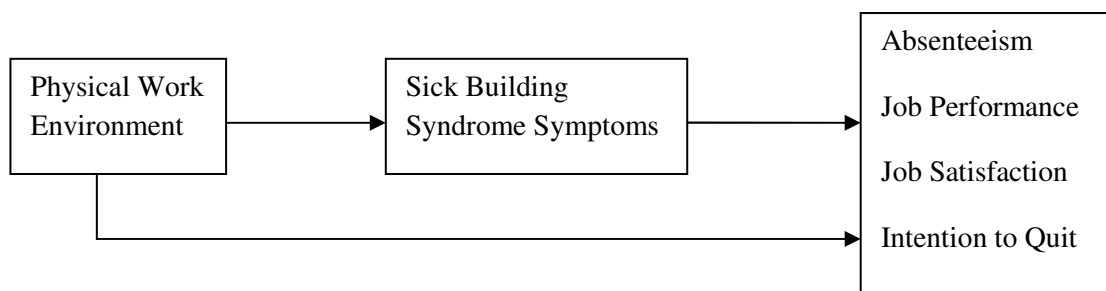 Physical Work
Environment
Sick Building
Syndrome Symptoms
Absenteeism
Job Performance
Job Satisfaction
Intention to Quit